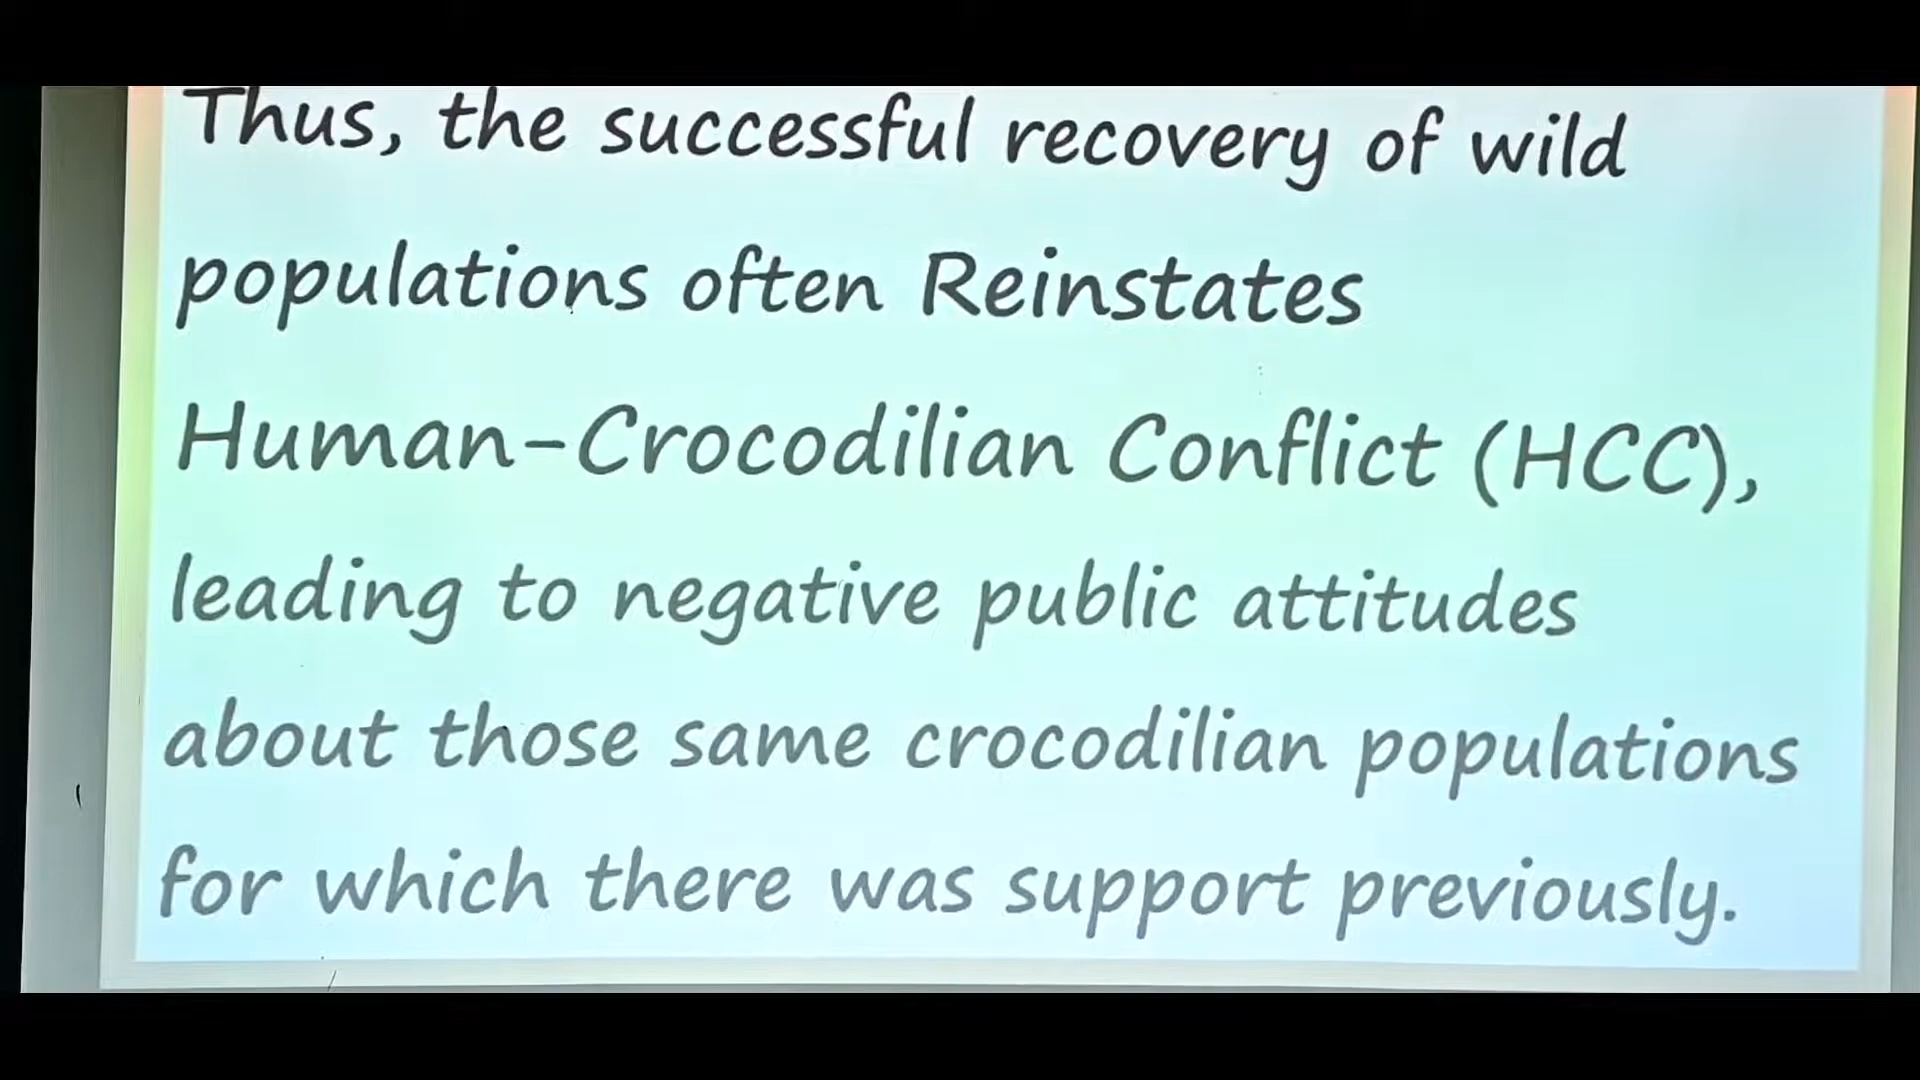 Thus, the successful recovery of wild
populations often Reinstates
Human-Crocodilian Conflict (HCC),
leading to negative public attitudes
about those same crocodilian populations
for which there was support previously.